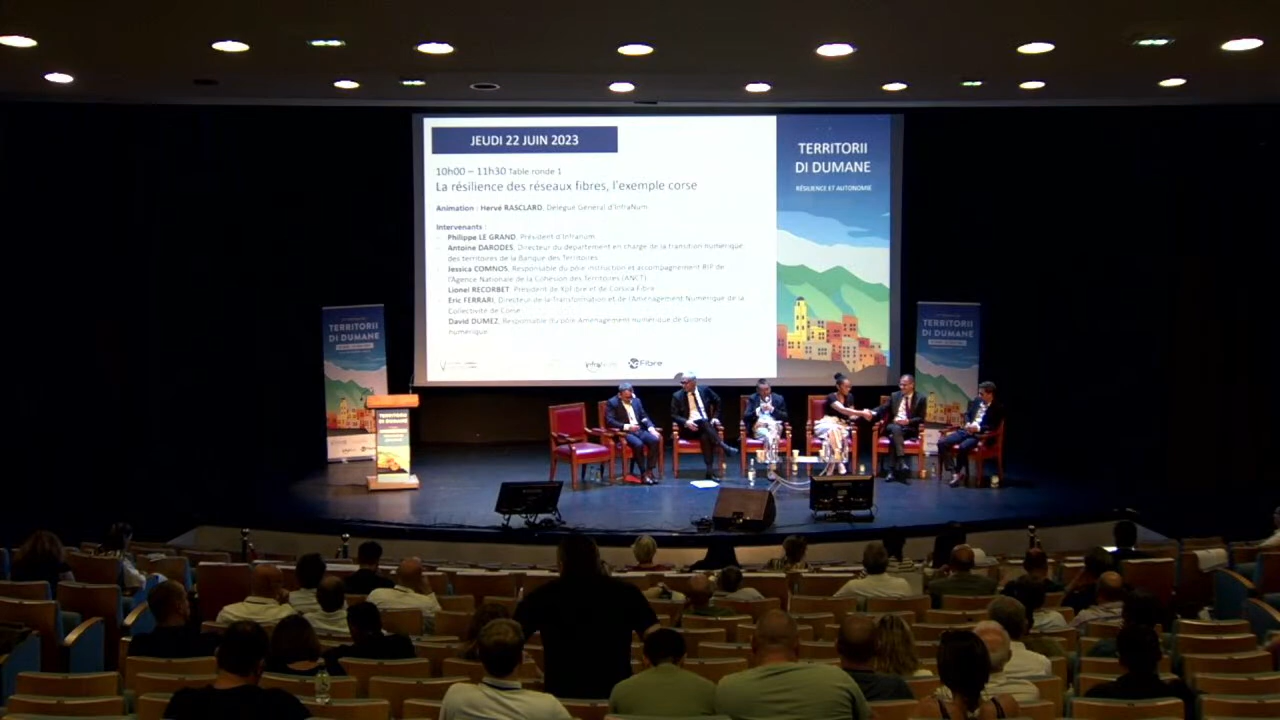 JEUDI 22 JUIN 2023
10h00 – 11h30 Table ronde 1
La résilience des réseaux fibres, l'exemple corse
Animation : Hervé RASCLARD, Délégué Général d'InfraNum
Intervenants :
- Philippe LE GRAND, Président d'Infranum
- Antoine DARODES, Directeur du département en charge de la transition numérique
des territoires de la Banque des Territoires
- Jessica COMNOS, Responsable du pôle instruction et accompagnement RIP de
l'Agence Nationale de la Cohésion des Territoires (ANCT)
- Lionel RECORBET, Président de XpFibre et de Corsica Fibre
- Eric FERRARI, Directeur de la Transformation et de l'Aménagement Numérique de la
Collectivité de Corse
- David DUMEZ, Responsable du pôle Aménagement numérique de Gironde
Numérique
Fibre
TERRITORII
DI DUMANE
RÉSILIENCE ET AUTONOMIE
TERRITORII
DI DUMANE
TERRITORII
DI DUMANE
TERRITORII
DI DUMANE